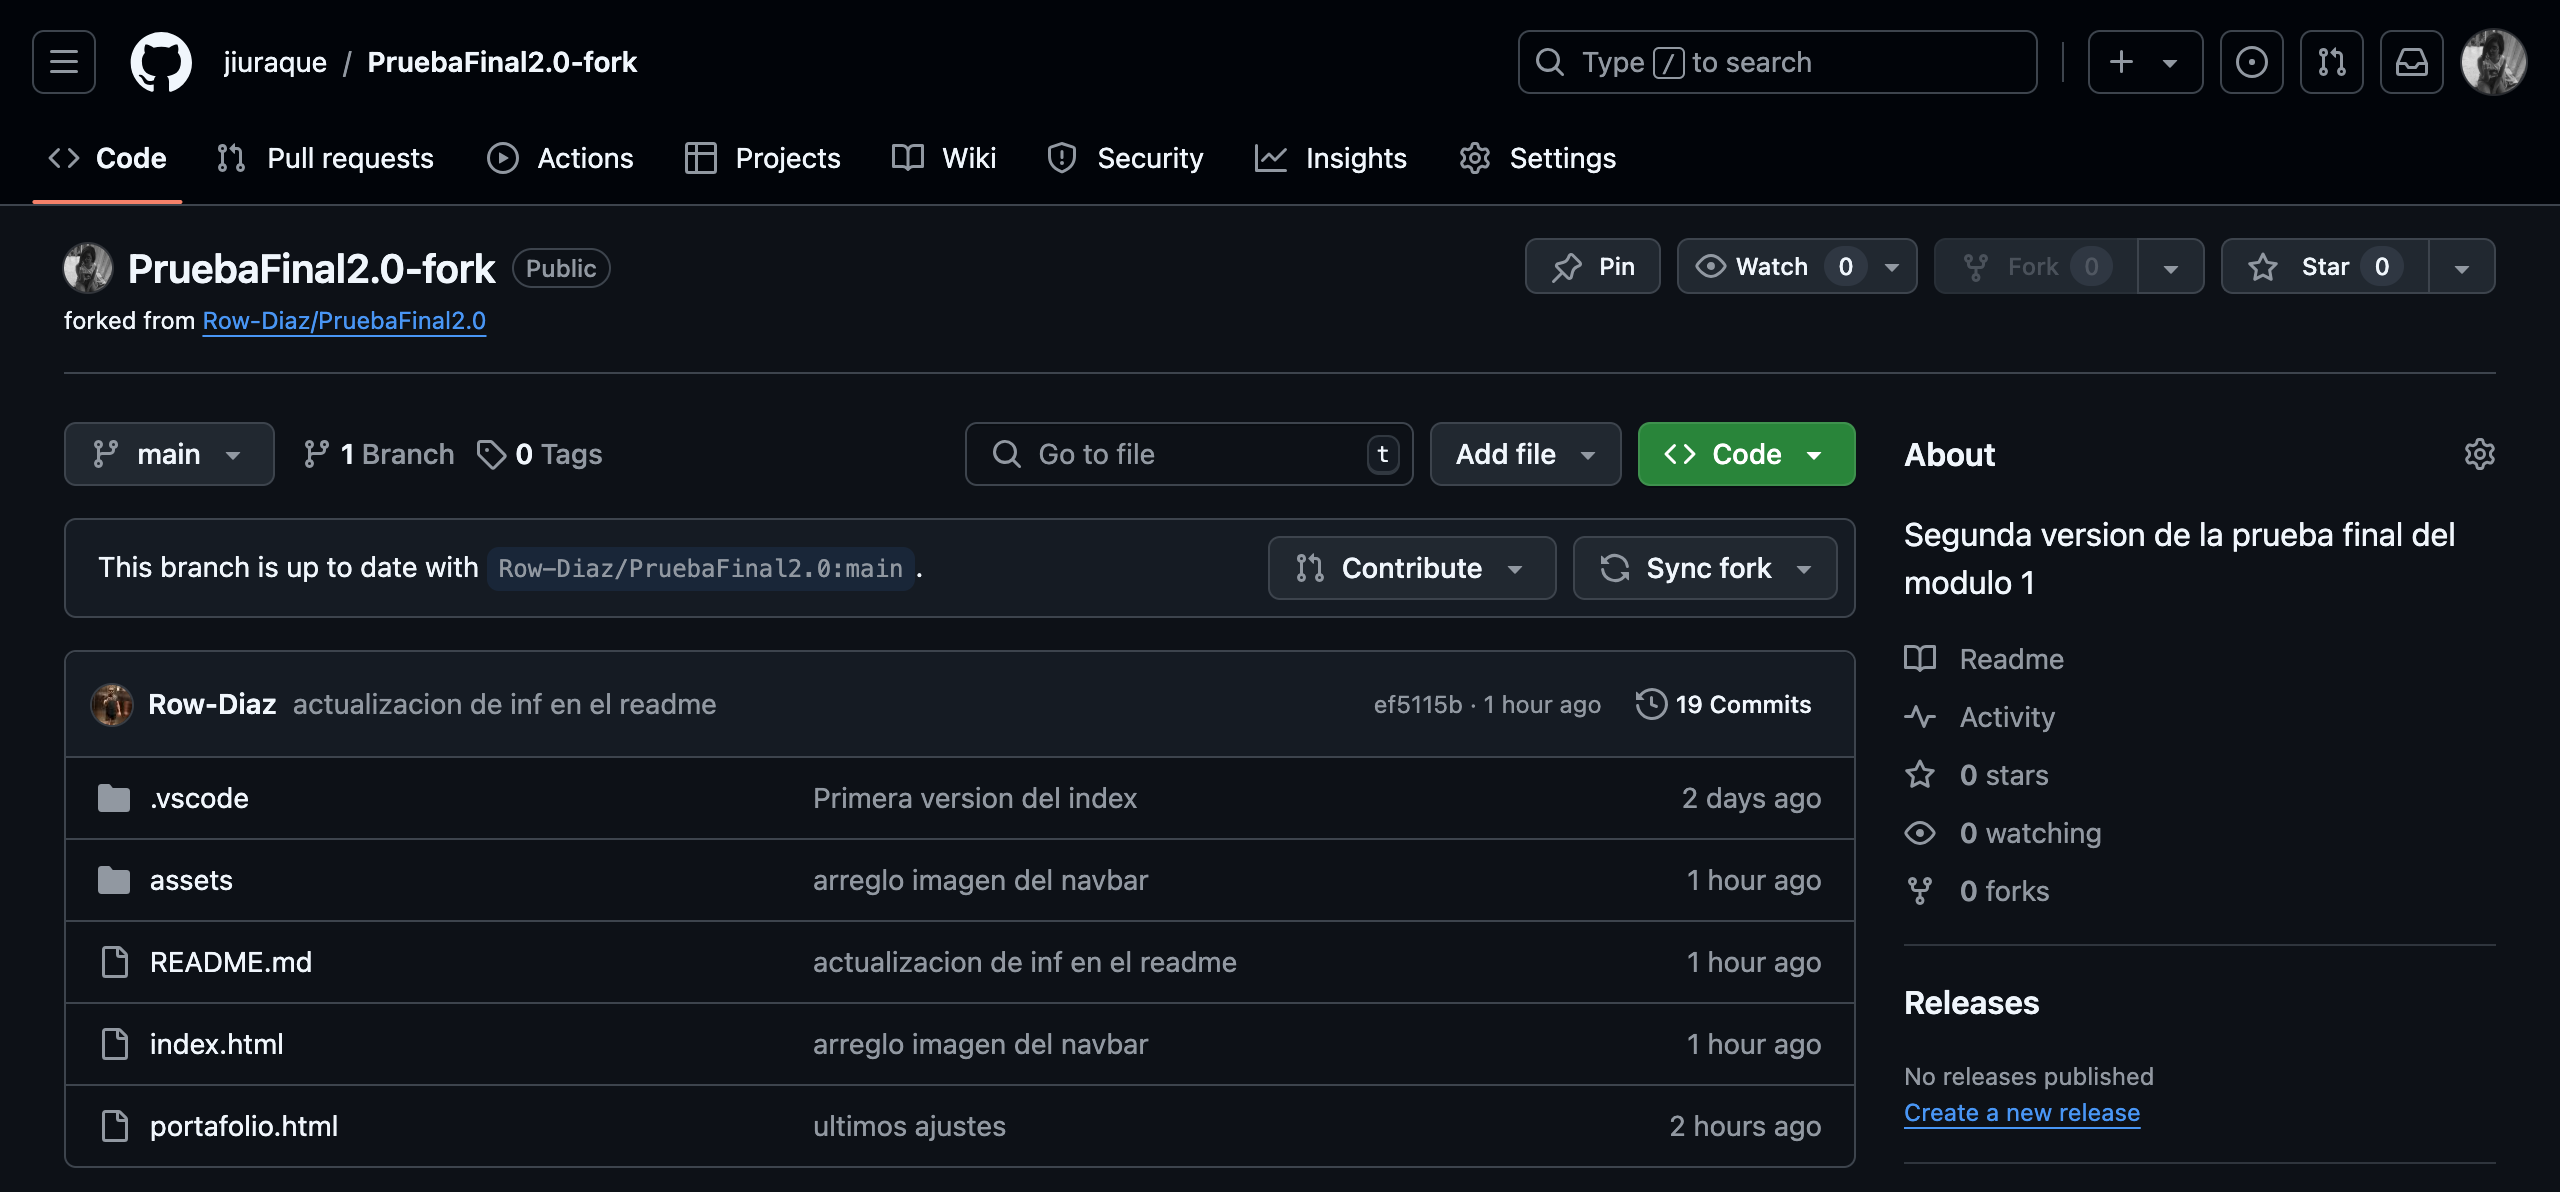 jiuraque / PruebaFinal2.0-fork
Type / to search
Code
Pull requests
Actions
Projects
Wiki
Security
Insights
Settings
PruebaFinal2.0-fork Public
Pin
Watch 0
Fork 0
Star 0
forked from Row-Diaz/PruebaFinal2.0
main
1 Branch
0 Tags
Go to file t
Add file
Code
This branch is up to date with Row-Diaz/PruebaFinal2.0:main .
Contribute
Sync fork
Row-Diaz actualizacion de inf en el readme ef5115b · 1 hour ago 19 Commits
.vscode Primera version del index 2 days ago
assets arreglo imagen del navbar 1 hour ago
README.md actualizacion de inf en el readme 1 hour ago
index.html arreglo imagen del navbar 1 hour ago
portafolio.html ultimos ajustes 2 hours ago
About
Segunda version de la prueba final del
modulo 1
Readme
Activity
0 stars
0 watching
0 forks
Releases
No releases published
Create a new release